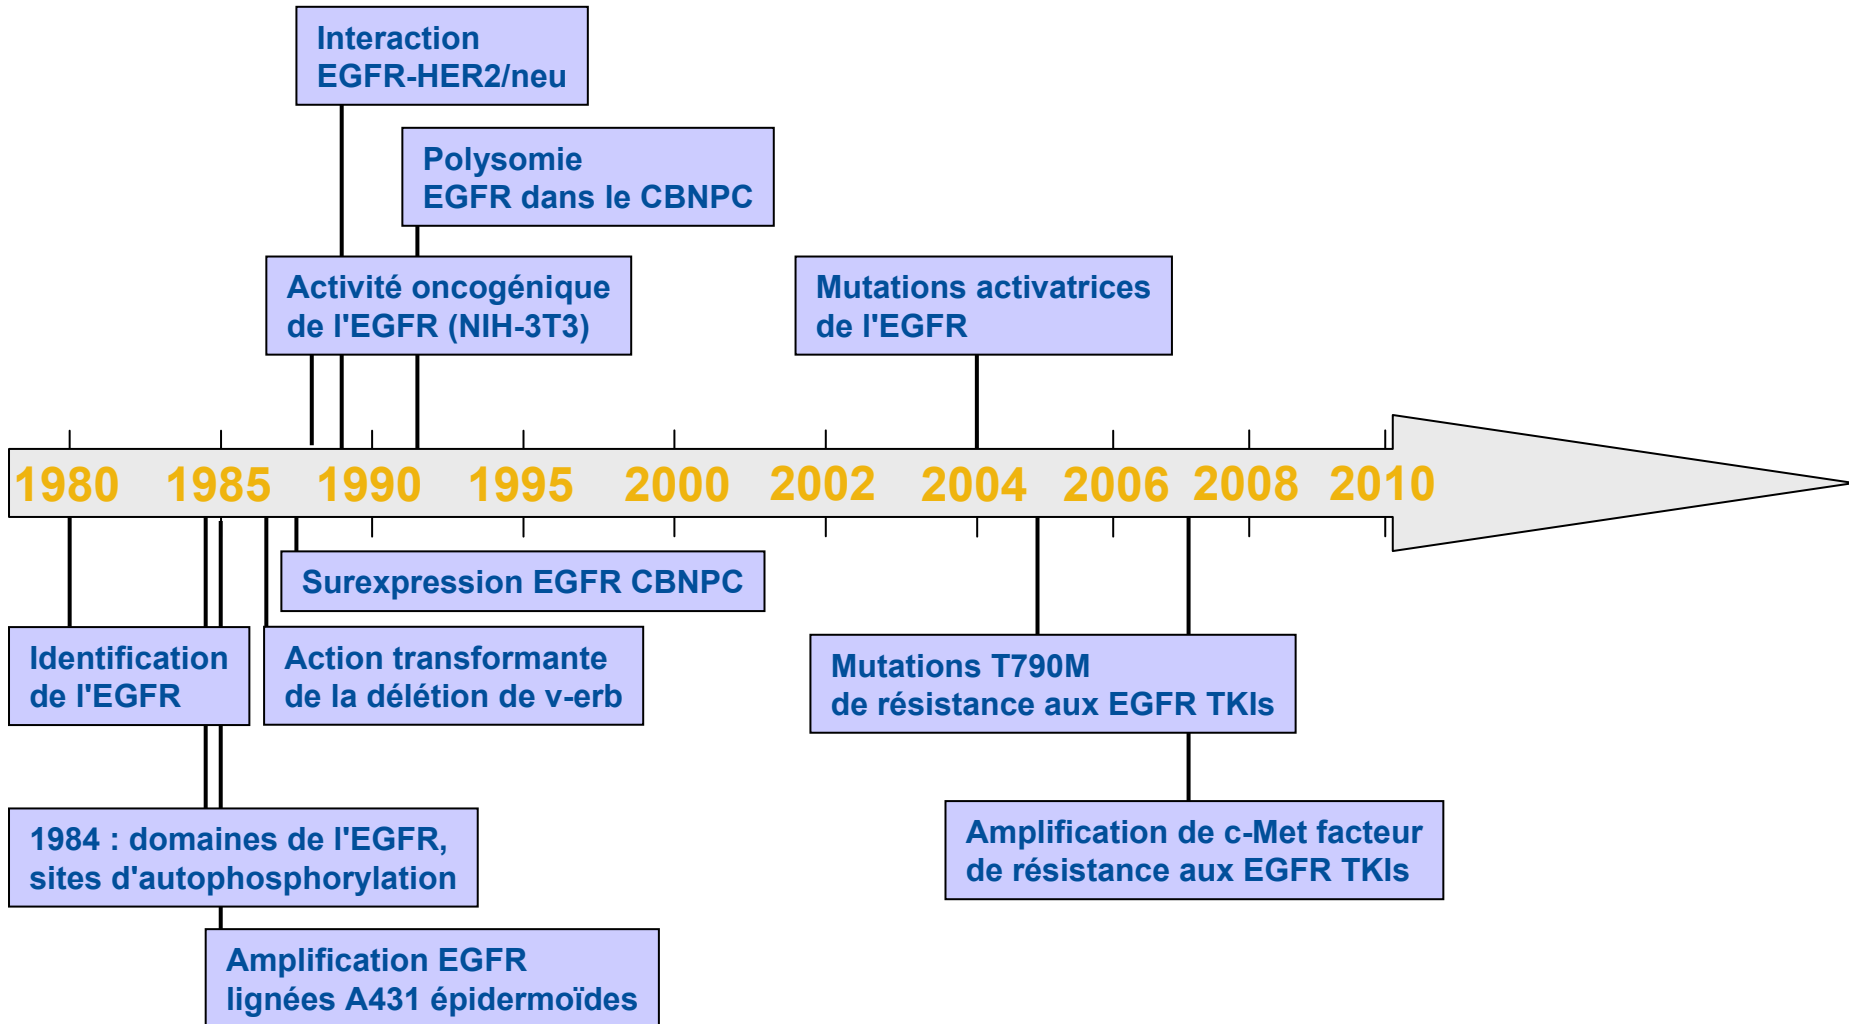 Interaction
EGFR-HER2/neu
Polysomie
EGFR dans le CBNPC
Activité oncogénique
de l'EGFR (NIH-3T3)
Mutations activatrices
de l'EGFR
1980 1985 1990 1995 2000 2002 2004 2006 2008 2010
Surexpression EGFR CBNPC
Identification
de l'EGFR
Action transformante
de la délétion de v-erb
Mutations T790M
de résistance aux EGFR TKIs
1984 : domaines de l'EGFR,
sites d'autophosphorylation
Amplification de c-Met facteur
de résistance aux EGFR TKIs
Amplification EGFR
lignées A431 épidermoïdes